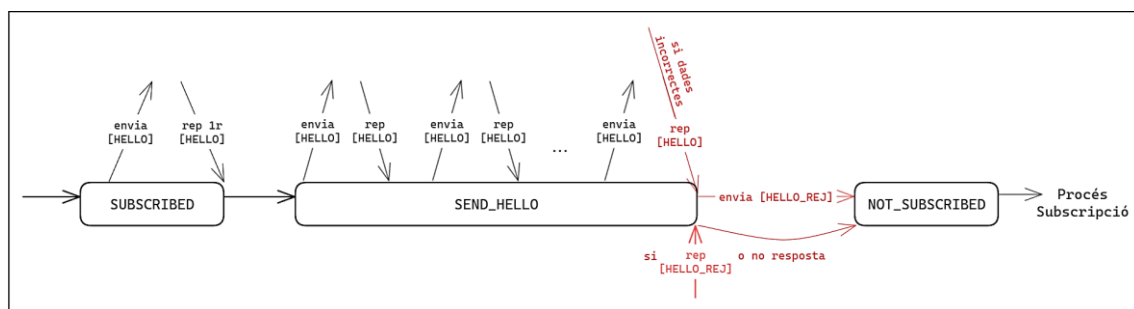 envia
[HELLO]
rep 1r
[HELLO]
envia
[HELLO]
rep
[HELLO]
envia
[HELLO]
rep
[HELLO]
...
envia
[HELLO]
si dades
incorrectes
rep
[HELLO]
SUBSCRIBED
SEND_HELLO
envia [HELLO_REJ]
NOT_SUBSCRIBED
Procés
Subscripció
si rep o no resposta
[HELLO_REJ]